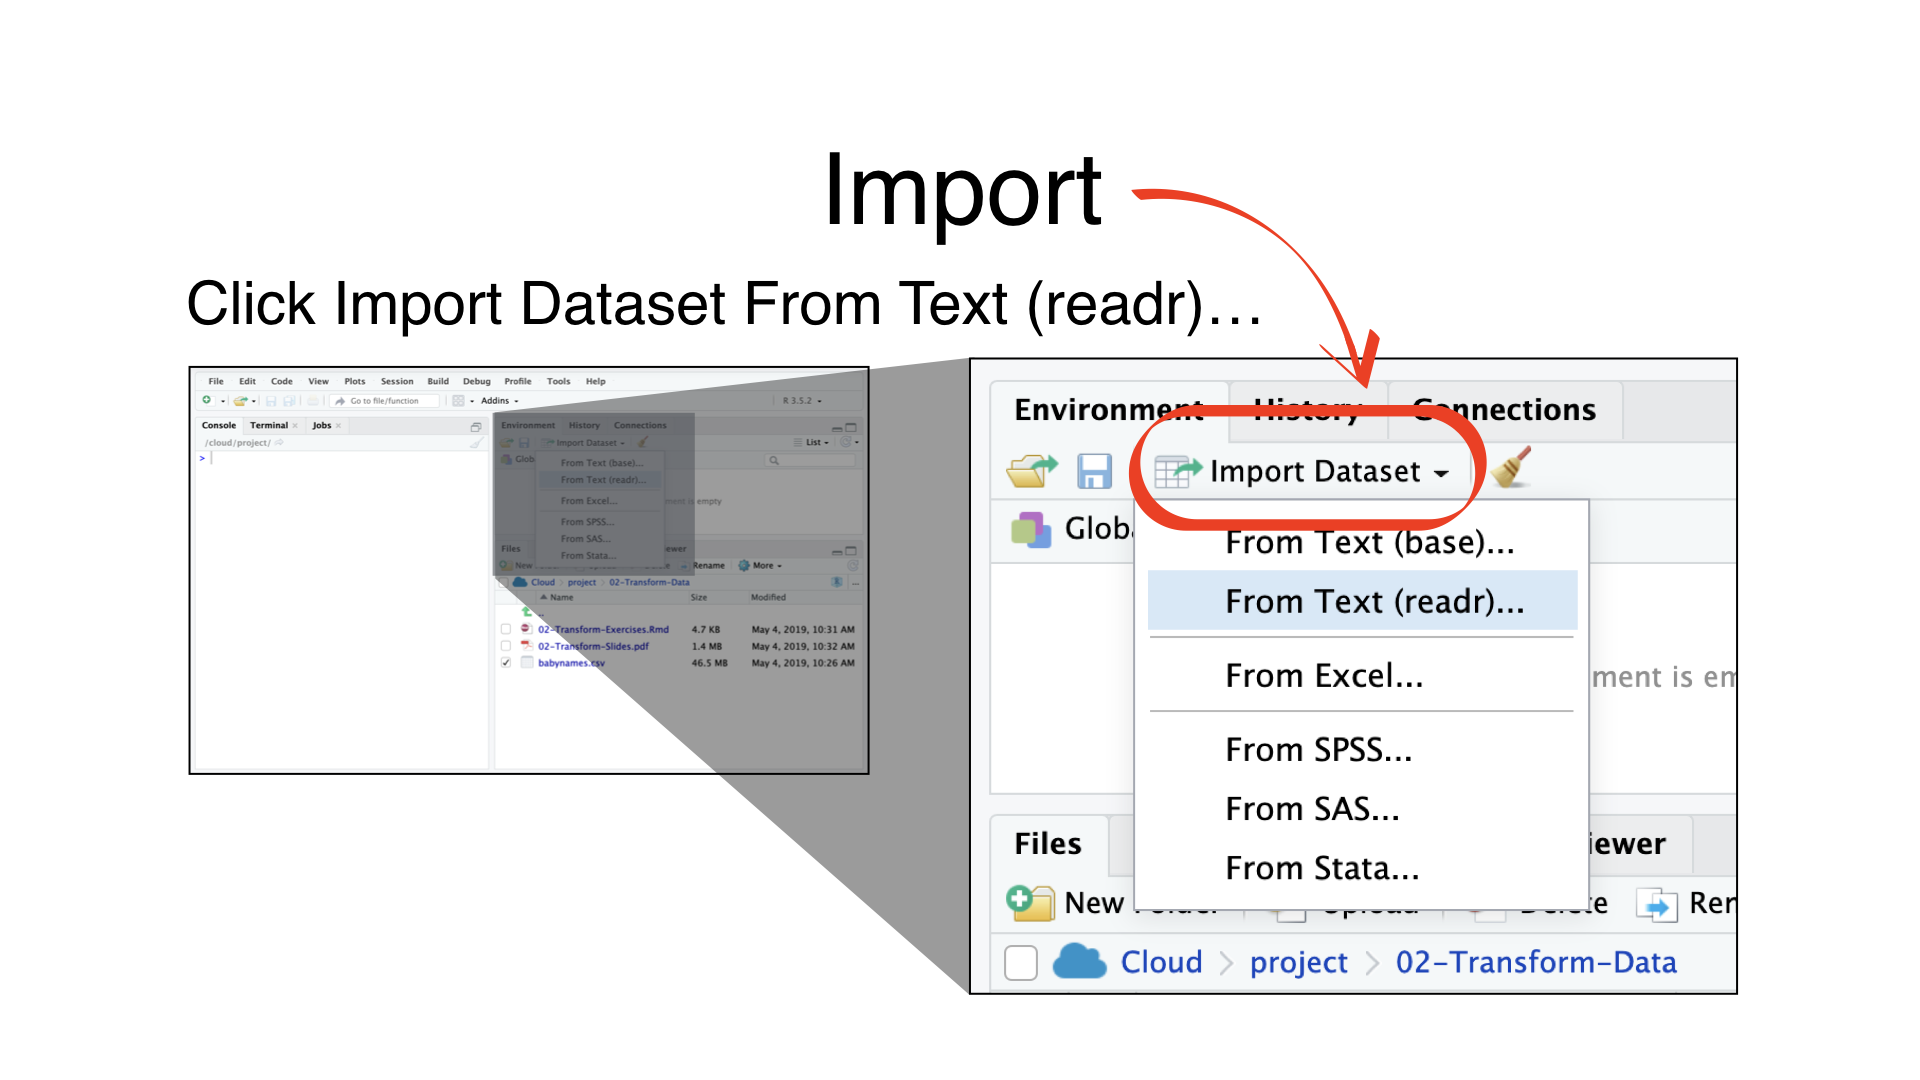 Import
Click Import Dataset From Text (readr)…
File Edit Code View Plots Session Build Debug Profile Tools Help
Go to file/function Addins R 3.5.2
Console Terminal Jobs
/cloud/project/
>
Environment History Connections
Import Dataset List
Glob
From Text (base)...
From Text (readr)...
ment is empty
From Excel...
From SPSS...
From SAS...
From Stata...
Files ewer
New Rename More
Cloud project 02-Transform-Data
Name Size Modified
..
02-Transform-Exercises.Rmd 4.7 KB May 4, 2019, 10:31 AM
02-Transform-Slides.pdf 1.4 MB May 4, 2019, 10:32 AM
babynames.csv 46.5 MB May 4, 2019, 10:26 AM
Environment History Connections
Import Dataset
Globa
From Text (base)...
From Text (readr)...
ment is em
From Excel...
From SPSS...
From SAS...
From Stata...
Files iewer
New Folder Upload Delete Ren
Cloud project 02-Transform-Data